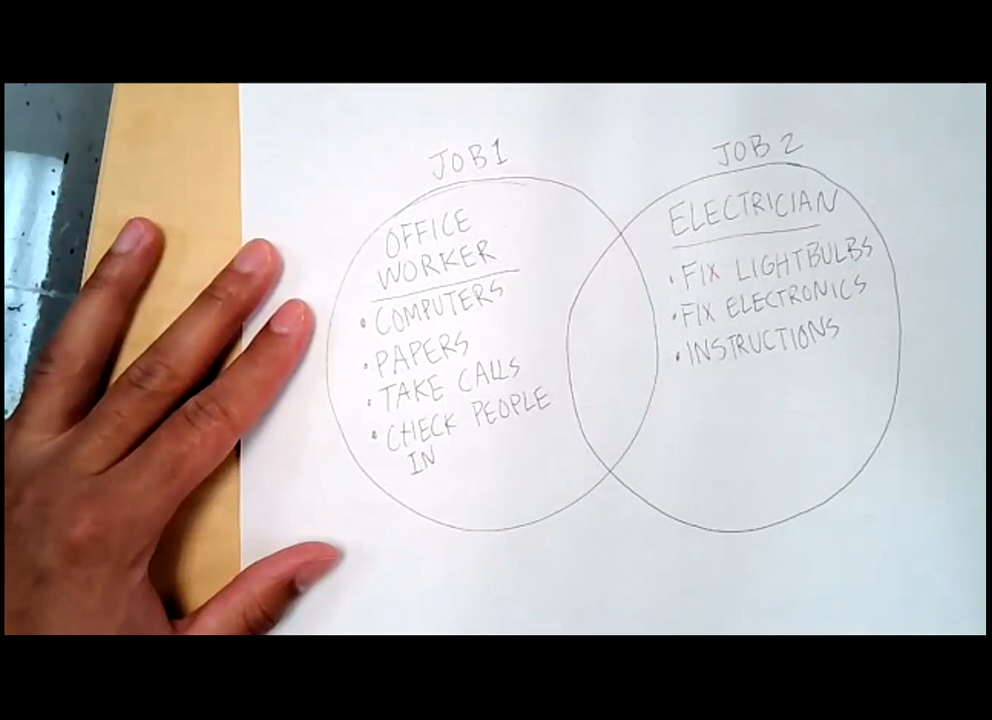 JOB 1
OFFICE
WORKER
• COMPUTERS
• PAPERS
• TAKE CALLS
• CHECK PEOPLE
IN
JOB 2
ELECTRICIAN
• FIX LIGHTBULBS
• FIX ELECTRONICS
• INSTRUCTIONS